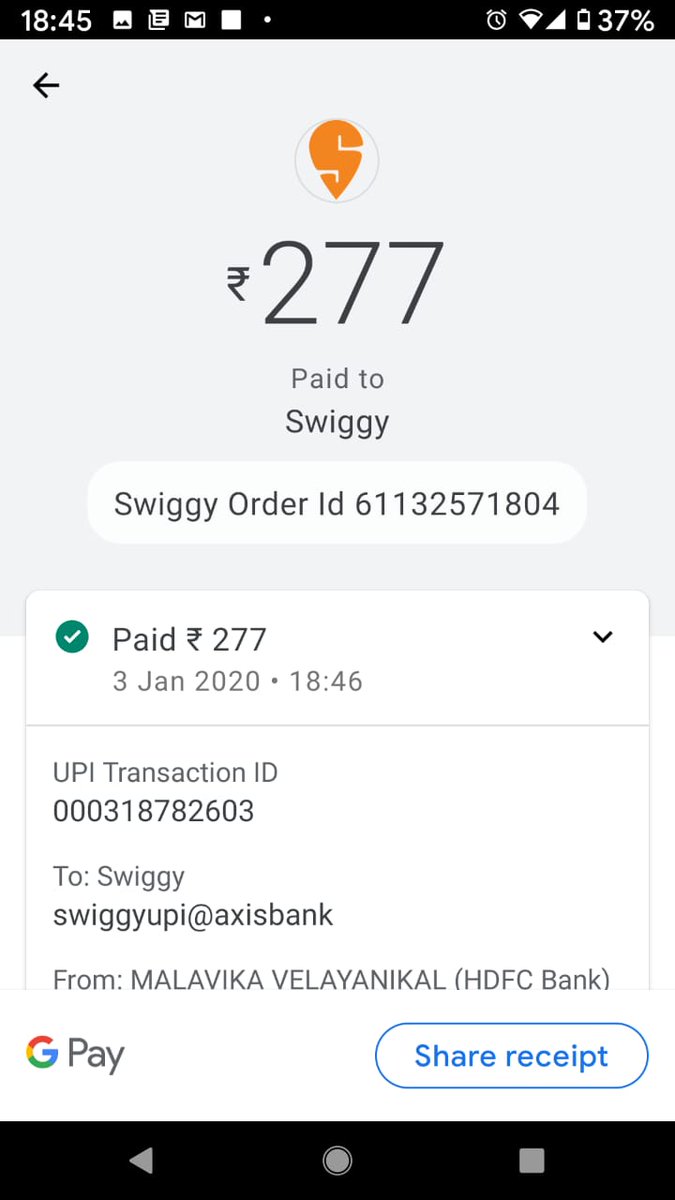 18:45 37%
₹277
Paid to
Swiggy
Swiggy Order Id 61132571804
Paid ₹ 277
3 Jan 2020 • 18:46
UPI Transaction ID
000318782603
To: Swiggy
swiggyupi@axisbank
From: MALAVIKA VELAYANIKAL (HDFC Bank)
G Pay Share receipt